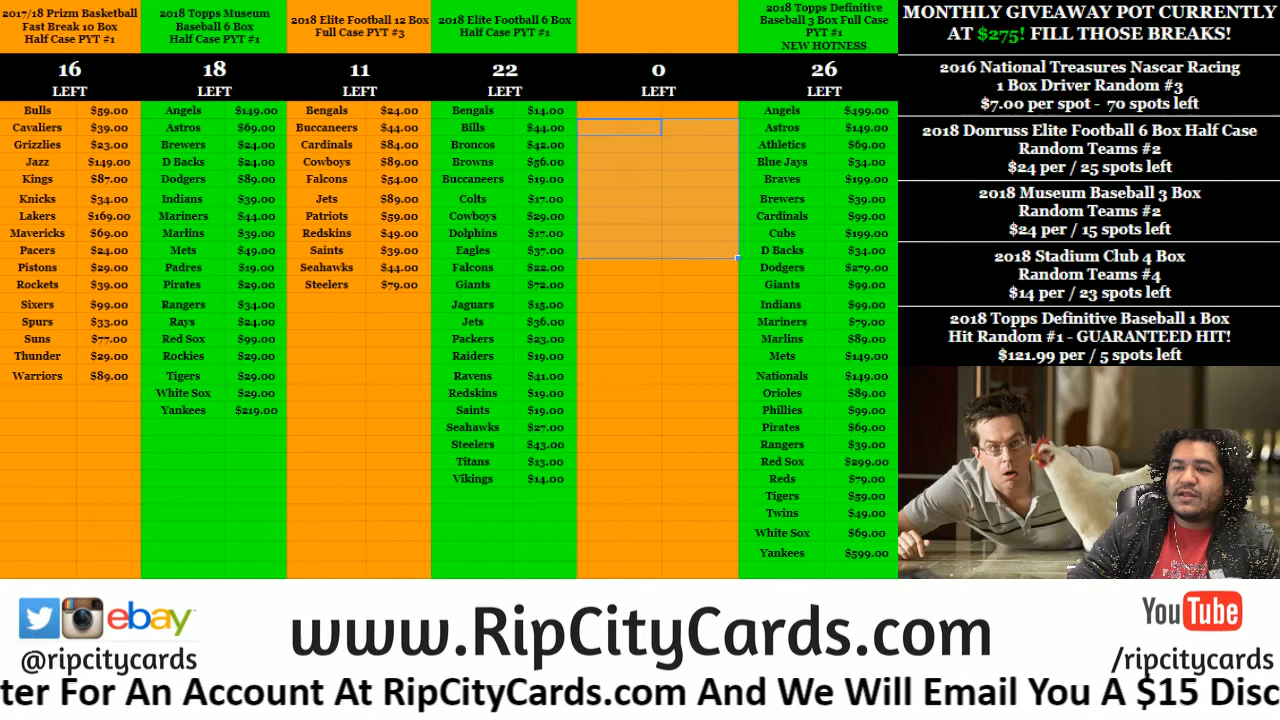 2017/18 Prizm Basketball
Fast Break 10 Box
Half Case PYT #1
16
LEFT
Bulls $59.00
Cavaliers $39.00
Grizzlies $23.00
Jazz $149.00
Kings $87.00
Knicks $34.00
Lakers $169.00
Mavericks $69.00
Pacers $24.00
Pistons $29.00
Rockets $39.00
Sixers $99.00
Spurs $33.00
Suns $77.00
Thunder $29.00
Warriors $89.00
2018 Topps Museum
Baseball 6 Box
Half Case PYT #1
18
LEFT
Angels $149.00
Astros $69.00
Brewers $24.00
D Backs $24.00
Dodgers $89.00
Indians $39.00
Mariners $44.00
Marlins $39.00
Mets $49.00
Padres $19.00
Pirates $29.00
Rangers $34.00
Rays $24.00
Red Sox $99.00
Rockies $29.00
Tigers $29.00
White Sox $29.00
Yankees $219.00
2018 Elite Football 12 Box
Full Case PYT #3
11
LEFT
Bengals $24.00
Buccaneers $44.00
Cardinals $84.00
Cowboys $89.00
Falcons $54.00
Jets $89.00
Patriots $59.00
Redskins $49.00
Saints $39.00
Seahawks $44.00
Steelers $79.00
2018 Elite Football 6 Box
Half Case PYT #1
22
LEFT
Bengals $14.00
Bills $44.00
Broncos $42.00
Browns $56.00
Buccaneers $19.00
Colts $17.00
Cowboys $29.00
Dolphins $17.00
Eagles $37.00
Falcons $22.00
Giants $72.00
Jaguars $15.00
Jets $36.00
Packers $23.00
Raiders $19.00
Ravens $41.00
Redskins $19.00
Saints $19.00
Seahawks $27.00
Steelers $43.00
Titans $13.00
Vikings $14.00
0
LEFT
2018 Topps Definitive
Baseball 3 Box Full Case
PYT #1
NEW HOTNESS
26
LEFT
Angels $499.00
Astros $149.00
Athletics $69.00
Blue Jays $34.00
Braves $199.00
Brewers $39.00
Cardinals $99.00
Cubs $199.00
D Backs $34.00
Dodgers $279.00
Giants $99.00
Indians $99.00
Mariners $79.00
Marlins $89.00
Mets $149.00
Nationals $149.00
Orioles $89.00
Phillies $99.00
Pirates $69.00
Rangers $39.00
Red Sox $299.00
Reds $79.00
Tigers $59.00
Twins $49.00
White Sox $69.00
Yankees $599.00
MONTHLY GIVEAWAY POT CURRENTLY
AT $275! FILL THOSE BREAKS!
2016 National Treasures Nascar Racing
1 Box Driver Random #3
$7.00 per spot - 70 spots left
2018 Donruss Elite Football 6 Box Half Case
Random Teams #2
$24 per / 25 spots left
2018 Museum Baseball 3 Box
Random Teams #2
$24 per / 15 spots left
2018 Stadium Club 4 Box
Random Teams #4
$14 per / 23 spots left
2018 Topps Definitive Baseball 1 Box
Hit Random #1 - GUARANTEED HIT!
$121.99 per / 5 spots left
ebay
@ripcitycards
www.RipCityCards.com
YouTube
/ripcitycards
ter For An Account At RipCityCards.com And We Will Email You A $15 Disc